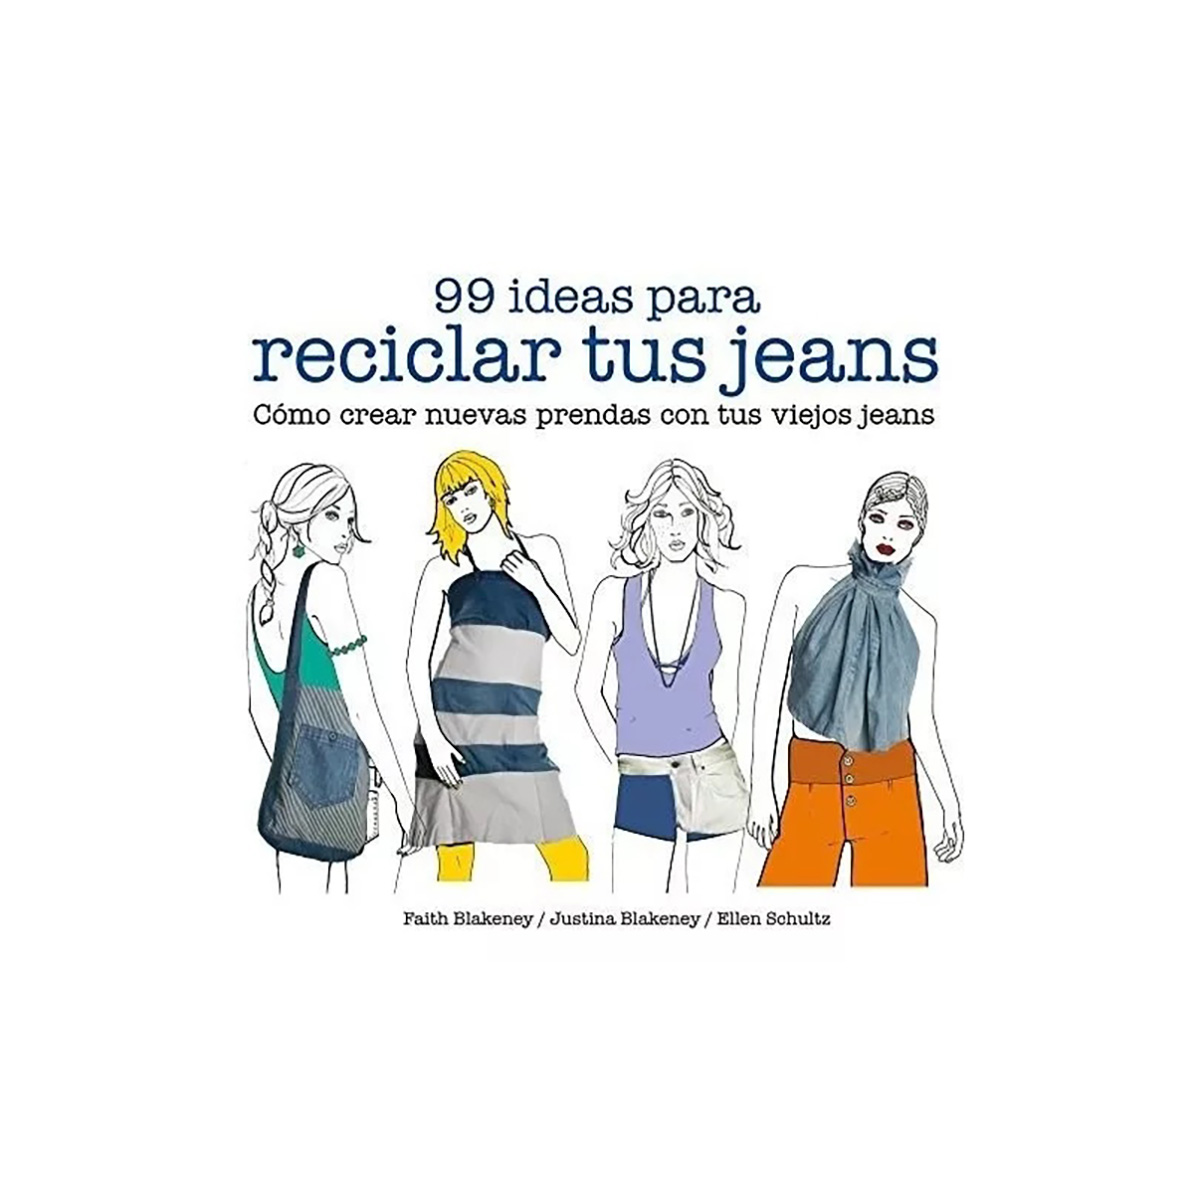 99 ideas para
reciclar tus jeans
Cómo crear nuevas prendas con tus viejos jeans
Faith Blakeney / Justina Blakeney / Ellen Schultz